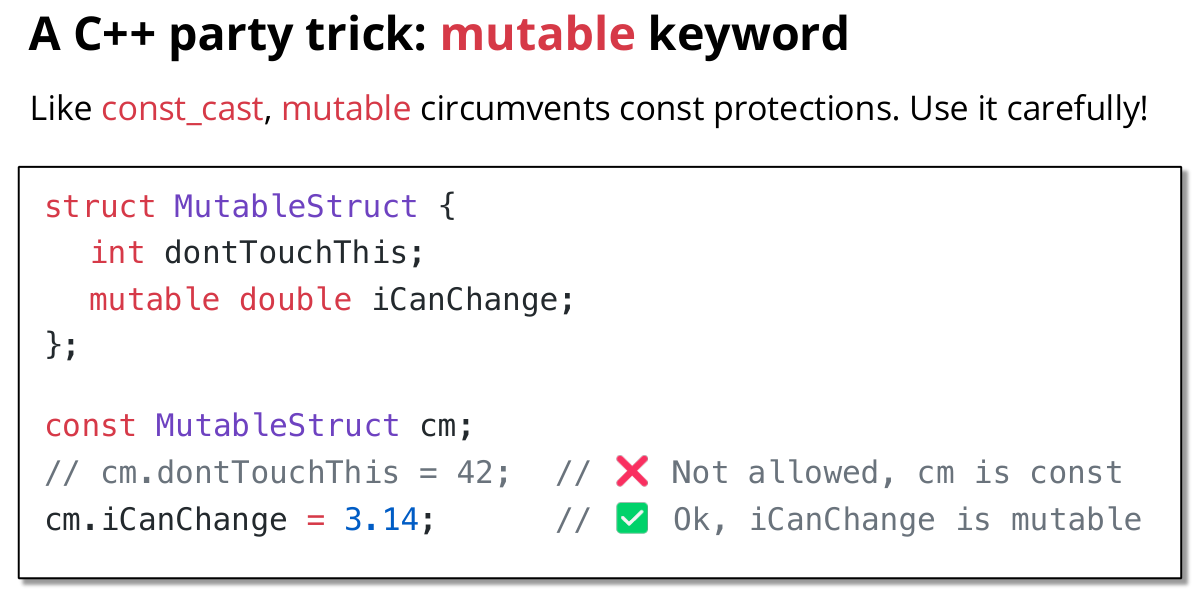 A C++ party trick: mutable keyword
Like const_cast, mutable circumvents const protections. Use it carefully!
struct MutableStruct {
int dontTouchThis;
mutable double iCanChange;
};
const MutableStruct cm;
// cm.dontTouchThis = 42; // ❌ Not allowed, cm is const
cm.iCanChange = 3.14; // ✅ Ok, iCanChange is mutable